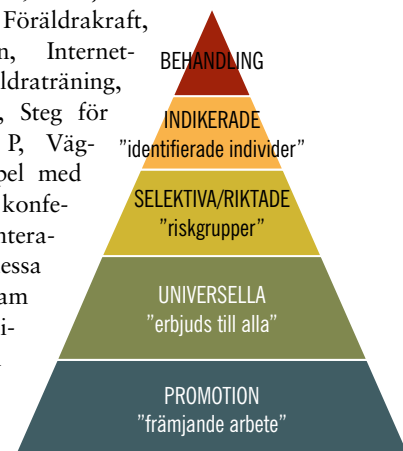 Föräldrakraft,
Internet-
ldraträning,
Steg för
P, Väg-
pel med
konfe-
ntera-
essa
am
i-
BEHANDLING
INDIKERADE
”identifierade individer”
SELEKTIVA/RIKTADE
”riskgrupper”
UNIVERSELLA
”erbjuds till alla”
PROMOTION
”främjande arbete”